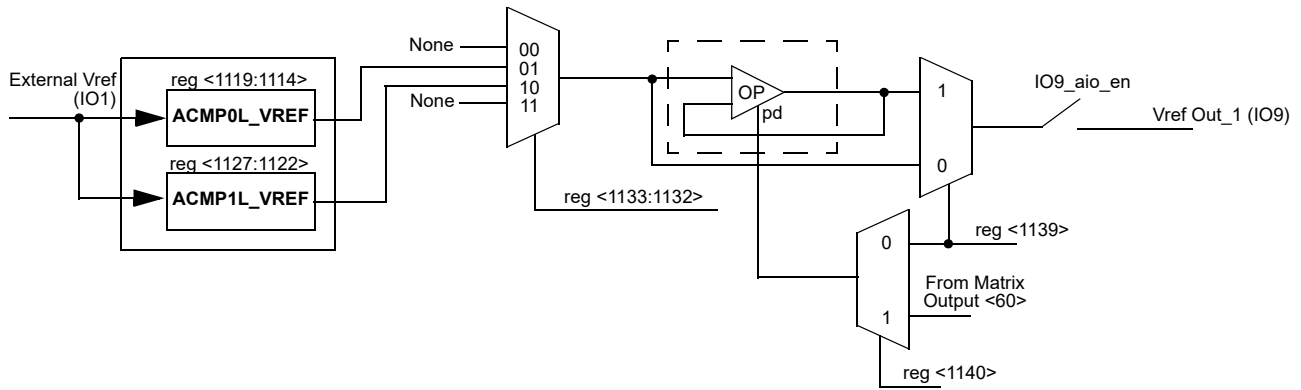 None
00
01
10
11
External Vref
(IO1)
reg <1119:1114>
ACMP0L_VREF
None
reg <1127:1122>
ACMP1L_VREF
reg <1133:1132>
OP
pd
1
0
IO9_aio_en
Vref Out_1 (IO9)
0
1
reg <1139>
From Matrix
Output <60>
reg <1140>